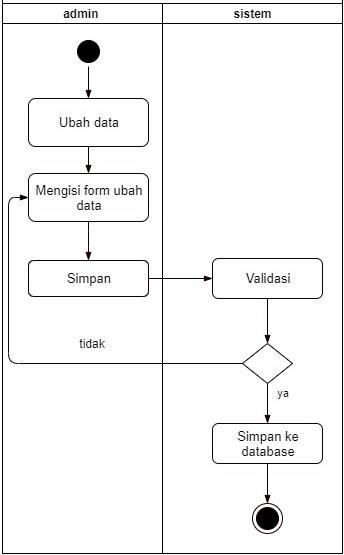 admin
sistem
Ubah data
Mengisi form ubah
data
Simpan
Validasi
tidak
ya
Simpan ke
database